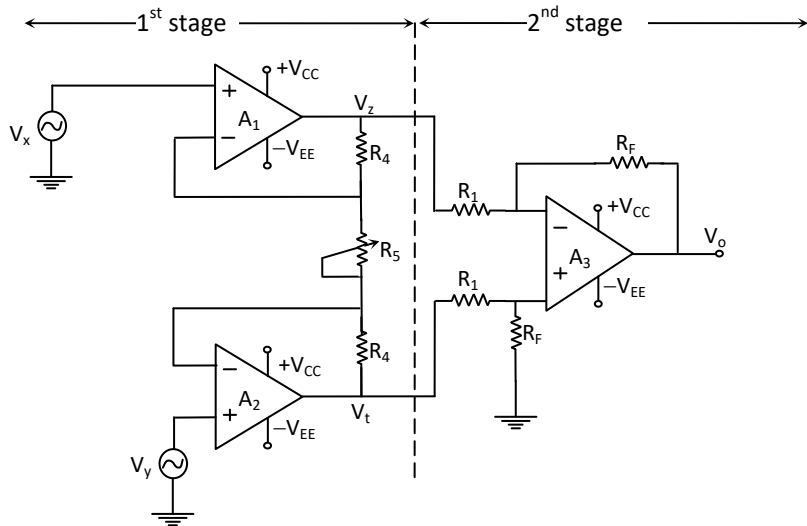 1st stage
2nd stage
+VCC
Vz
A1
Vx
−VEE
R4
RF
R1
+VCC
Vo
R5
A3
R1
−VEE
RF
+VCC
R4
A2
Vt
−VEE
Vy